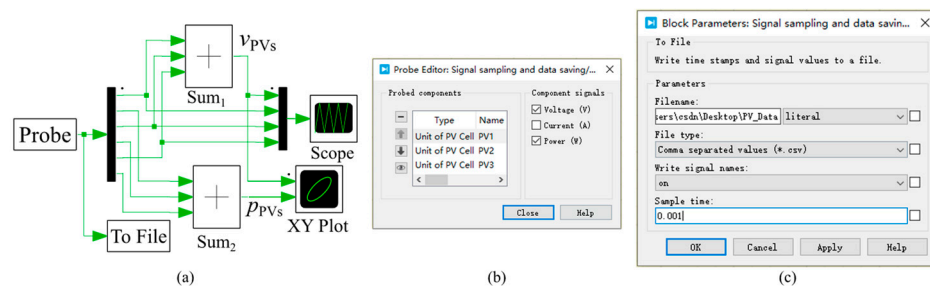 (a)
Probe
To File
Sum1
Sum2
vPVs
pPVs
Scope
XY Plot
(b)
Probe Editor: Signal sampling and data saving/...
Probed components
Type Name
Unit of PV Cell PV1
Unit of PV Cell PV2
Unit of PV Cell PV3
Component signals
Voltage (V)
Current (A)
Power (W)
Close Help
(c)
Block Parameters: Signal sampling and data savin...
To File
Write time stamps and signal values to a file.
Parameters
Filename:
sers\csdn\Desktop\PV_Data literal
File type:
Comma separated values (*.csv)
Write signal names:
on
Sample time:
0.001
OK Cancel Apply Help